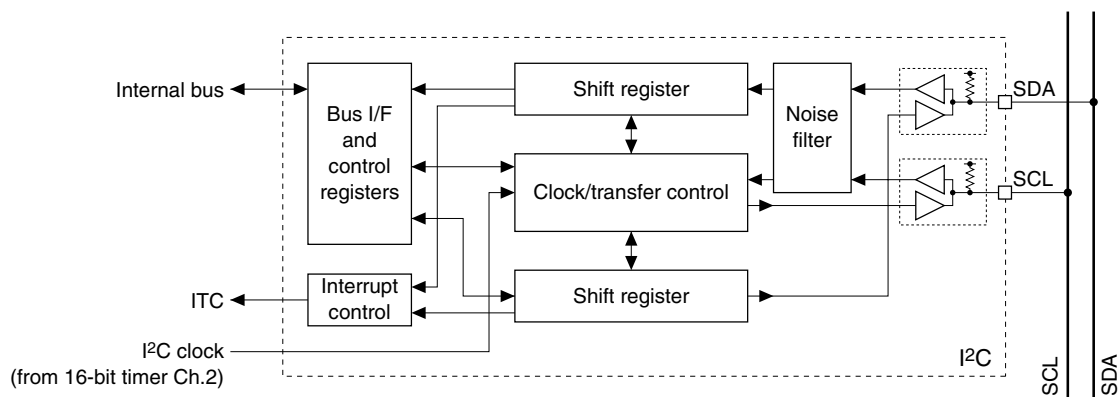 Internal bus
Bus I/F
and
control
registers
Shift register
Noise
filter
SDA
Clock/transfer control
SCL
Interrupt
control
Shift register
ITC
I²C clock
(from 16-bit timer Ch.2)
I²C
SCL
SDA